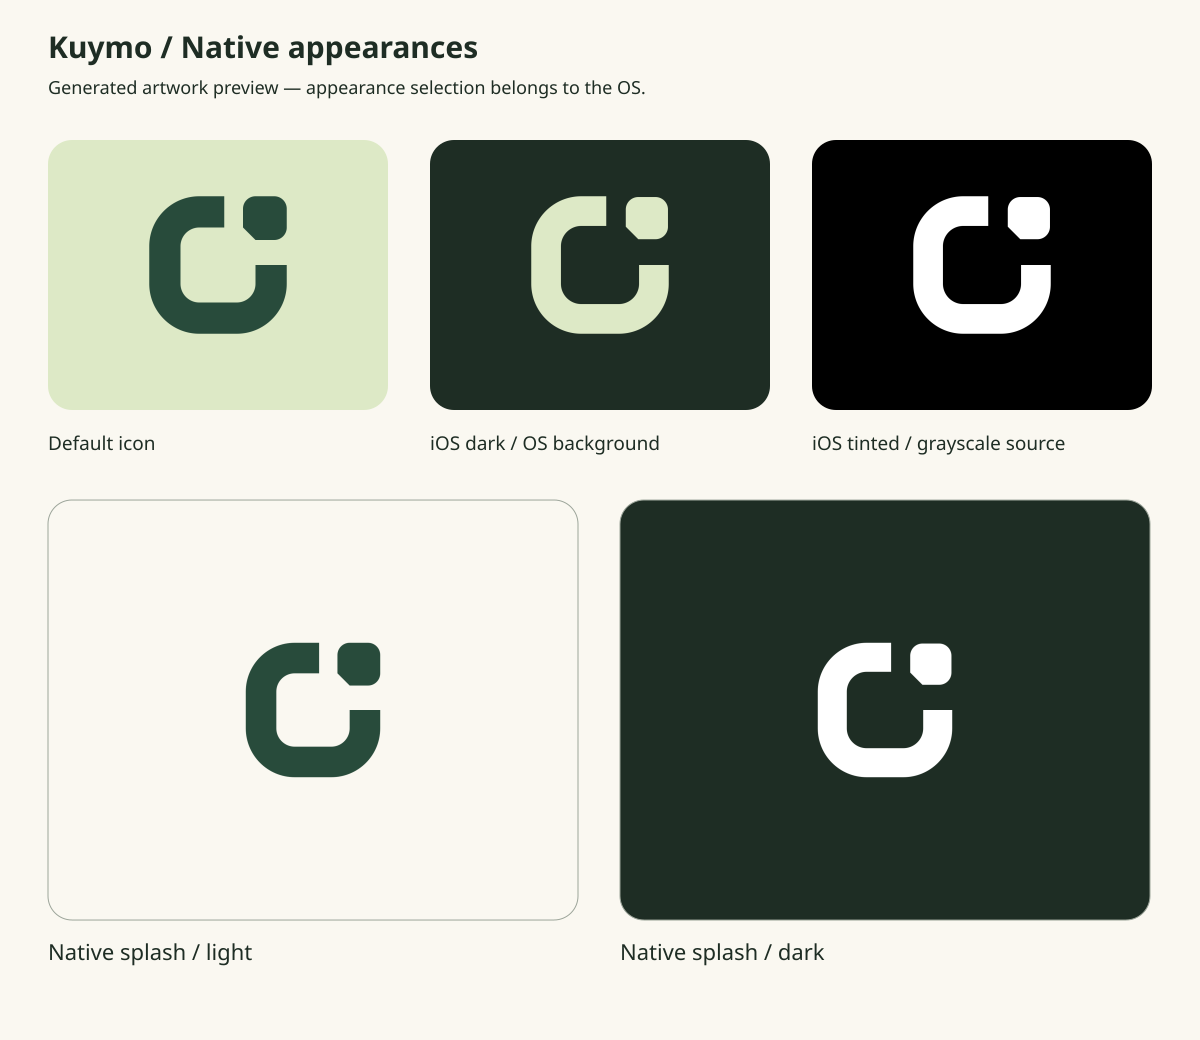 Kuymo / Native appearances
Generated artwork preview — appearance selection belongs to the OS.
Default icon
iOS dark / OS background
iOS tinted / grayscale source
Native splash / light
Native splash / dark